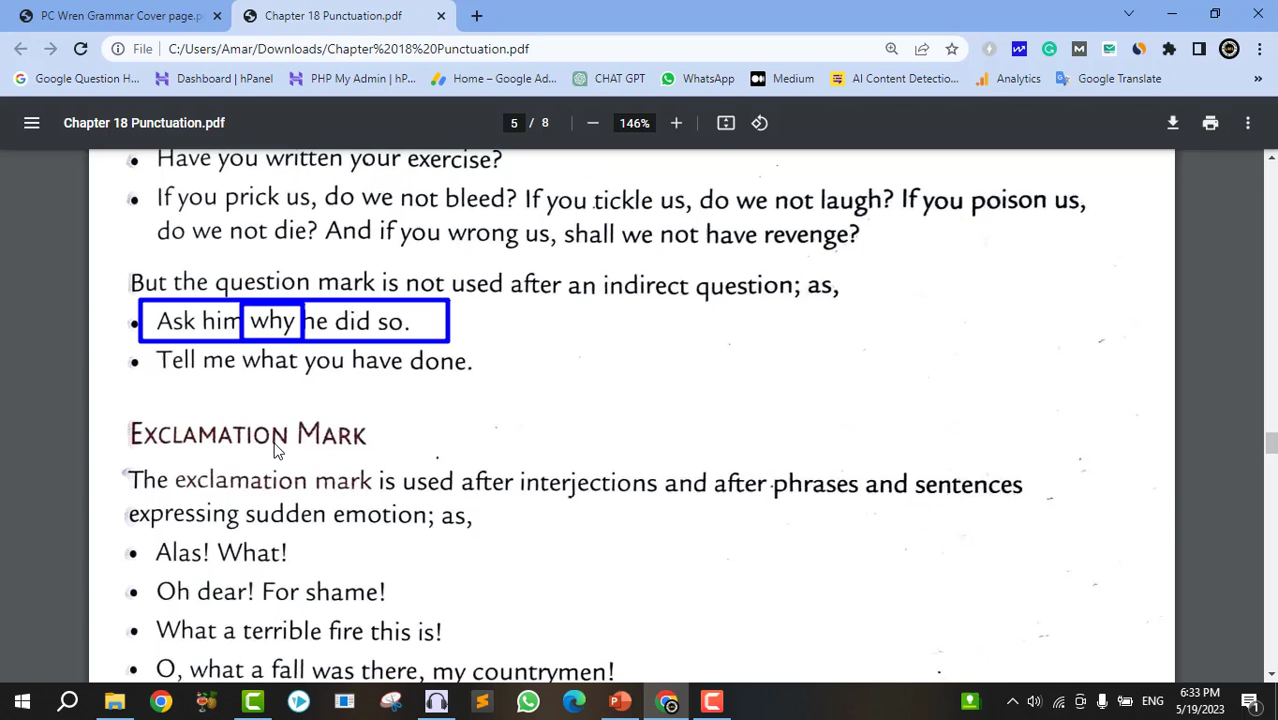 PC Wren Grammar Cover page.p
Chapter 18 Punctuation.pdf
File
C:/Users/Amar/Downloads/Chapter%2018%20Punctuation.pdf
Google Question H...
Dashboard | hPanel
PHP My Admin | hP...
Home – Google Ad...
CHAT GPT
WhatsApp
Medium
AI Content Detectio...
Analytics
Google Translate
»
Chapter 18 Punctuation.pdf
5 / 8
146%
• Have you written your exercise?
• If you prick us, do we not bleed? If you tickle us, do we not laugh? If you poison us,
do we not die? And if you wrong us, shall we not have revenge?
But the question mark is not used after an indirect question; as,
• Ask him why he did so.
• Tell me what you have done.
EXCLAMATION MARK
The exclamation mark is used after interjections and after phrases and sentences
expressing sudden emotion; as,
• Alas! What!
• Oh dear! For shame!
• What a terrible fire this is!
• O, what a fall was there, my countrymen!
ENG
6:33 PM
5/19/2023